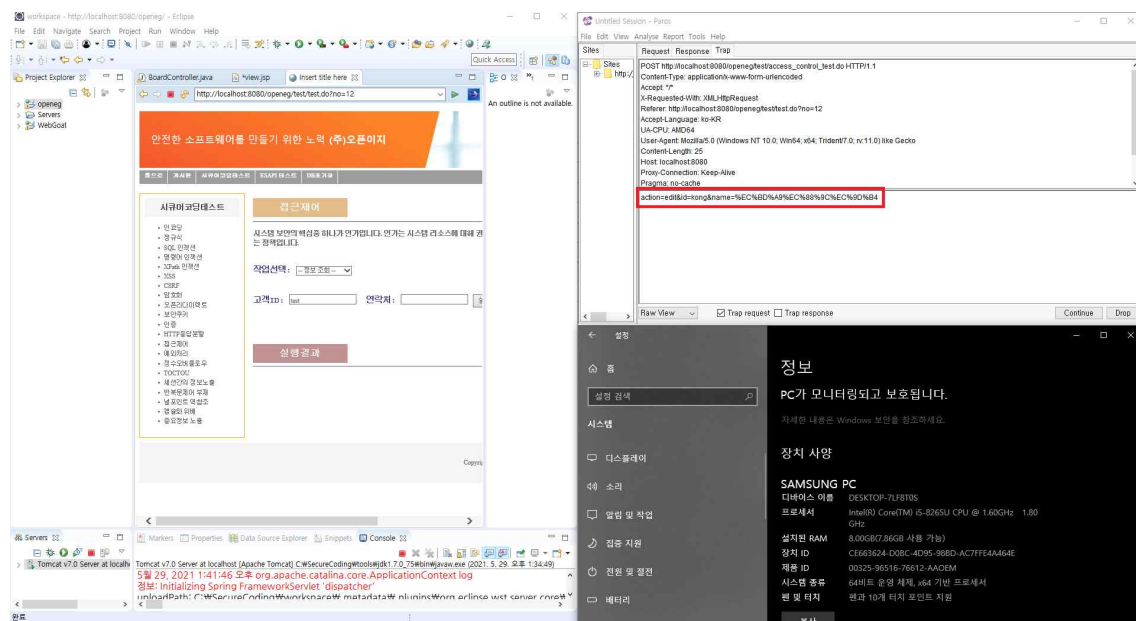 workspace - http://localhost:8080/openeg/ - Eclipse
File Edit Navigate Search Project Run Window Help
Quick Access
Project Explorer
openeg
Servers
WebGoat
BoardController.java
*view.jsp
Insert title here
http://localhost:8080/openeg/test/test.do?no=12
An outline is not available.
안전한 소프트웨어를 만들기 위한 노력 (주)오픈이지
시큐어코딩테스트
• 인코딩
• 정규식
• SQL 인젝션
• 명령어 인젝션
• XPath 인젝션
• XSS
• CSRF
• 암호화
• 오픈리다이렉트
• 보안쿠키
• 인증
• HTTP응답분할
• 접근제어
• 예외처리
• 정수오버플로우
• TOCTOU
• 세션간의 정보노출
• 반복문제어 부재
• 널포인트 역참조
• 캡슐화 위배
• 중요정보 노출
접근제어
시스템 보안의 핵심중 하나가 인가입니다. 인가는 시스템 리소스에 대해 권
는 정책입니다.
작업선택 : --정보 조회--
고객ID : test 연락처 :
실행결과
Servers
Tomcat v7.0 Server at localh
Markers Properties Data Source Explorer Snippets Console
Tomcat v7.0 Server at localhost [Apache Tomcat] C:₩SecureCoding₩tools₩jdk1.7.0_75₩bin₩javaw.exe (2021. 5. 29. 오후 1:34:49)
5월 29, 2021 1:41:46 오후 org.apache.catalina.core.ApplicationContext log
정보: Initializing Spring FrameworkServlet 'dispatcher'
uploadPath: C:₩SecureCoding₩workspace₩.metadata₩.plugins₩org.eclipse.wst.server.core₩
완료
Untitled Session - Paros
File Edit View Analyse Report Tools Help
Sites
http:/
Request Response Trap
POST http://localhost:8080/openeg/test/access_control_test.do HTTP/1.1
Content-Type: application/x-www-form-urlencoded
Accept: */*
X-Requested-With: XMLHttpRequest
Referer: http://localhost:8080/openeg/test/test.do?no=12
Accept-Language: ko-KR
UA-CPU: AMD64
User-Agent: Mozilla/5.0 (Windows NT 10.0; Win64; x64; Trident/7.0; rv:11.0) like Gecko
Content-Length: 25
Host: localhost:8080
Proxy-Connection: Keep-Alive
Pragma: no-cache
action=edit&id=kong&name=%EC%BD%A9%EC%88%9C%EC%9D%B4
Raw View Trap request Trap response Continue Drop
설정
홈
설정 검색
시스템
디스플레이
소리
알림 및 작업
집중 지원
전원 및 절전
배터리
정보
PC가 모니터링되고 보호됩니다.
자세한 내용은 Windows 보안을 참조하세요.
장치 사양
SAMSUNG PC
디바이스 이름 DESKTOP-7LF8T0S
프로세서 Intel(R) Core(TM) i5-8265U CPU @ 1.60GHz 1.80
GHz
설치된 RAM 8.00GB(7.86GB 사용 가능)
장치 ID CE663624-D0BC-4D95-98BD-AC7FFE4A464E
제품 ID 00325-96516-76612-AAOEM
시스템 종류 64비트 운영 체제, x64 기반 프로세서
펜 및 터치 펜과 10개 터치 포인트 지원